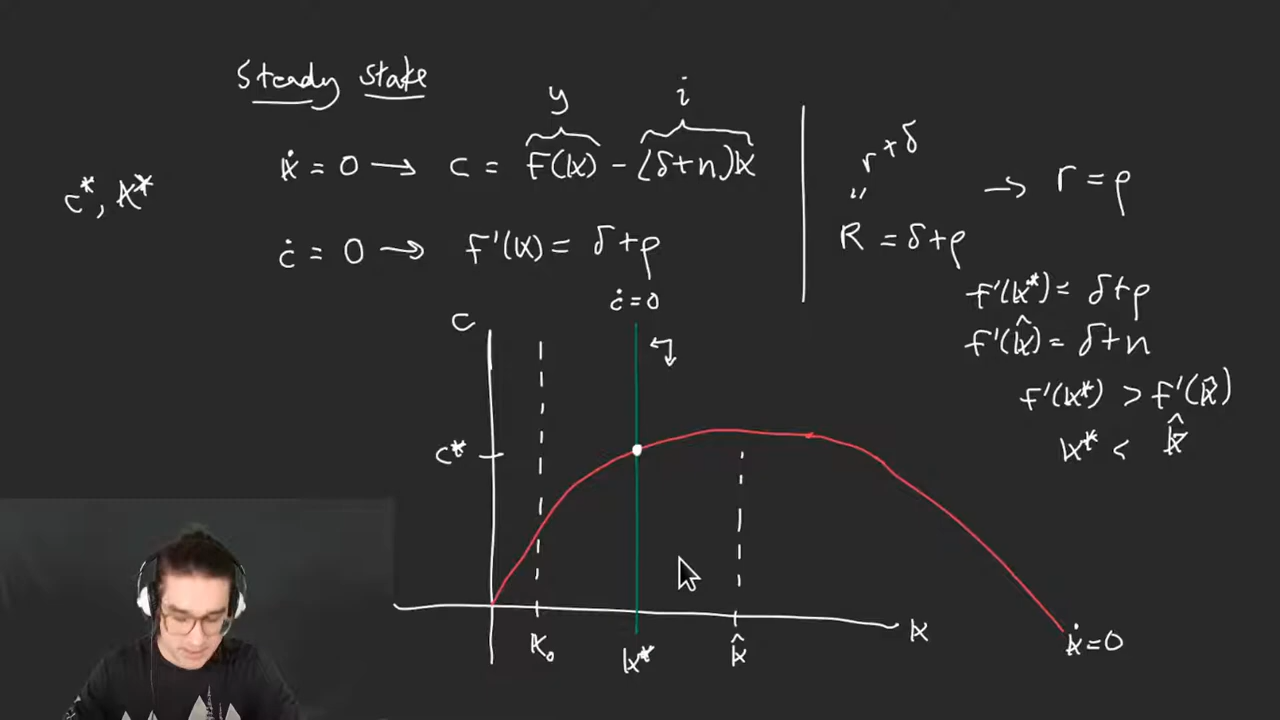 Steady state
y i
k̇ = 0 → c = f(k) - (δ+n)k
c*, k*
ċ = 0 → f'(k) = δ+ρ
r+δ
"
R = δ+ρ → r = ρ
f'(k*) = δ+ρ
f'(k̂) = δ+n
f'(k*) > f'(k̂)
k* < k̂
ċ=0
c
c*
k₀
k*
k̂
k
k̇=0